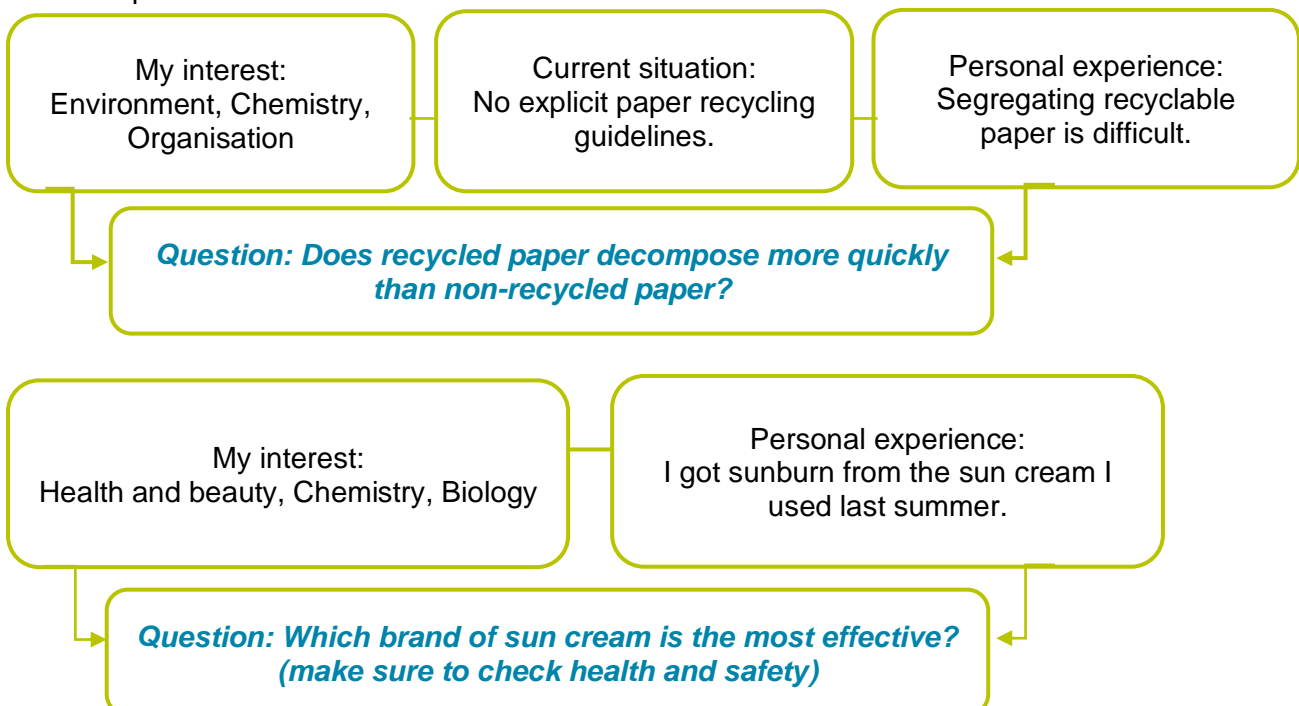 My interest:
Environment, Chemistry,
Organisation
Current situation:
No explicit paper recycling
guidelines.
Personal experience:
Segregating recyclable
paper is difficult.
Question: Does recycled paper decompose more quickly
than non-recycled paper?
My interest:
Health and beauty, Chemistry, Biology
Personal experience:
I got sunburn from the sun cream I
used last summer.
Question: Which brand of sun cream is the most effective?
(make sure to check health and safety)